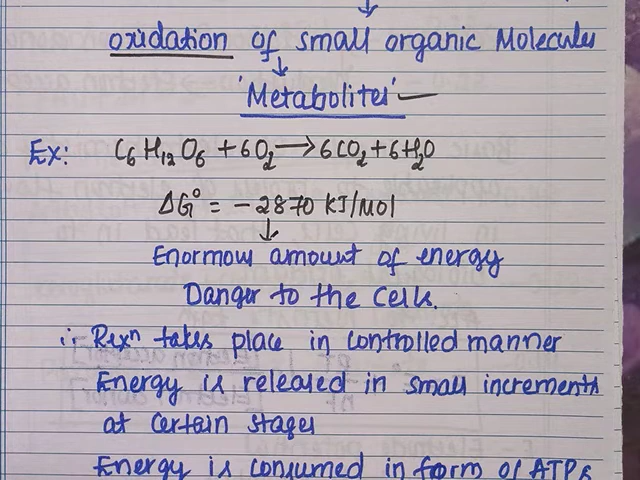 oxidation of small organic Molecules
↓
'Metabolites'
Ex: C₆H₁₂O₆ + 6O₂ → 6CO₂ + 6H₂O
ΔG° = -2870 KJ/Mol
↓
Enormous amount of energy
Danger to the Cells.
∴ Rexⁿ takes place in controlled manner
Energy is released in small increments
at certain stages
Energy is consumed in form of ATPs